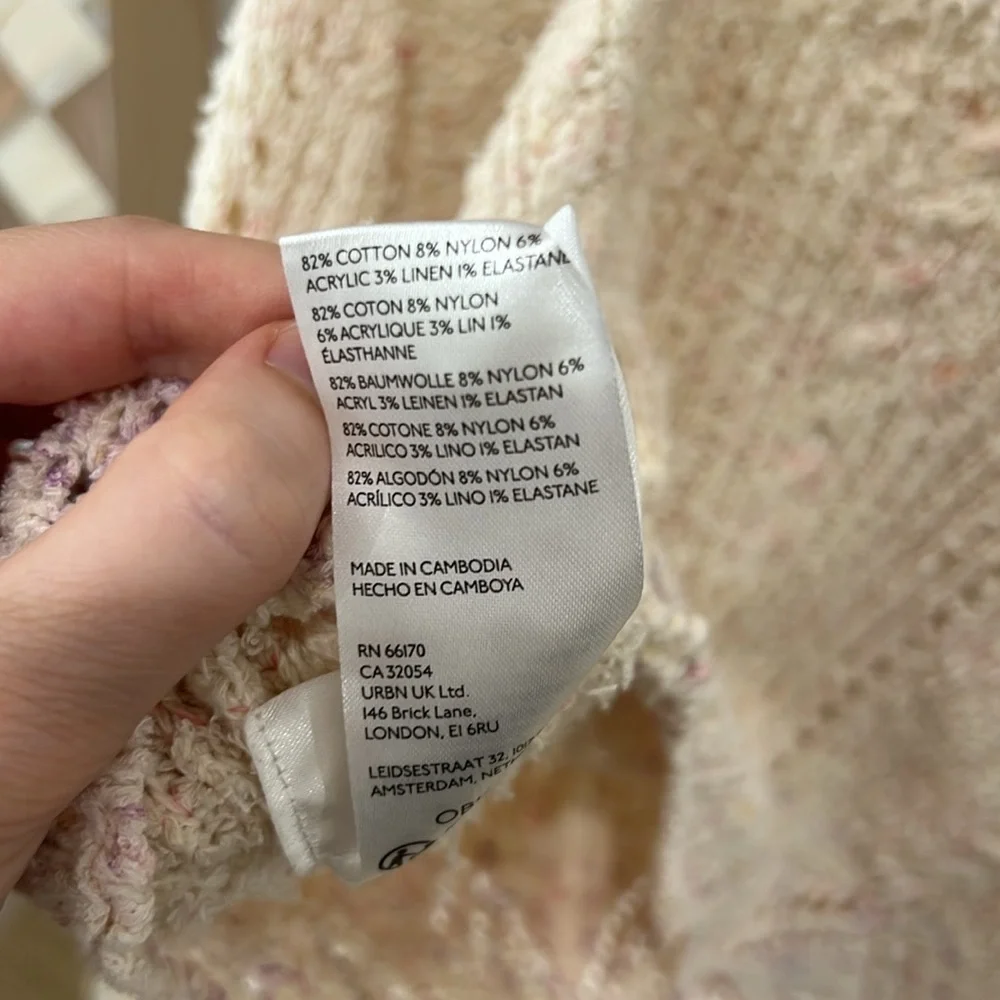 82% COTTON 8% NYLON 6%
ACRYLIC 3% LINEN 1% ELASTANE
82% COTON 8% NYLON
6% ACRYLIQUE 3% LIN 1%
ÉLASTHANNE
82% BAUMWOLLE 8% NYLON 6%
ACRYL 3% LEINEN 1% ELASTAN
82% COTONE 8% NYLON 6%
ACRILICO 3% LINO 1% ELASTAN
82% ALGODÓN 8% NYLON 6%
ACRÍLICO 3% LINO 1% ELASTANE
MADE IN CAMBODIA
HECHO EN CAMBOYA
RN 66170
CA 32054
URBN UK Ltd.
146 Brick Lane,
LONDON, E1 6RU
LEIDSESTRAAT 32,
AMSTERDAM,